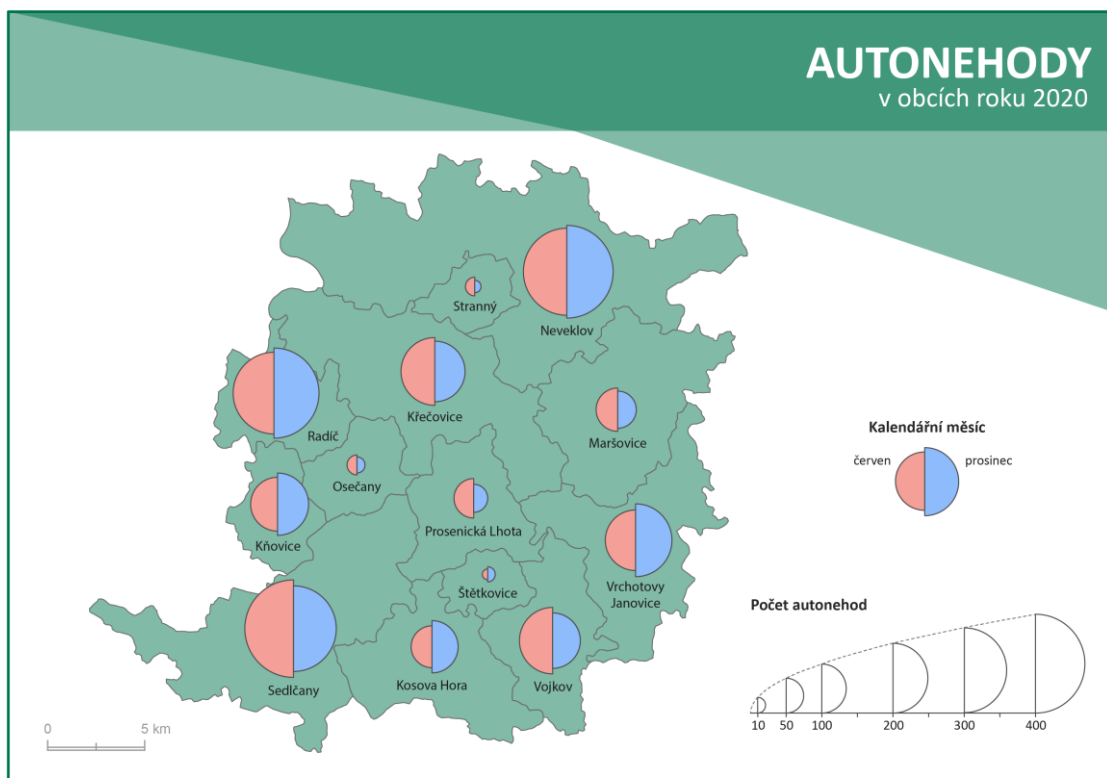 AUTONEHODY
v obcích roku 2020
Stranný
Neveklov
Křečovice
Radíč
Maršovice
Osečany
Prosenická Lhota
Kňovice
Štětkovice
Vrchotovy
Janovice
Sedlčany
Kosova Hora
Vojkov
Kalendářní měsíc
červen
prosinec
Počet autonehod
10 50 100 200 300 400
0 5 km